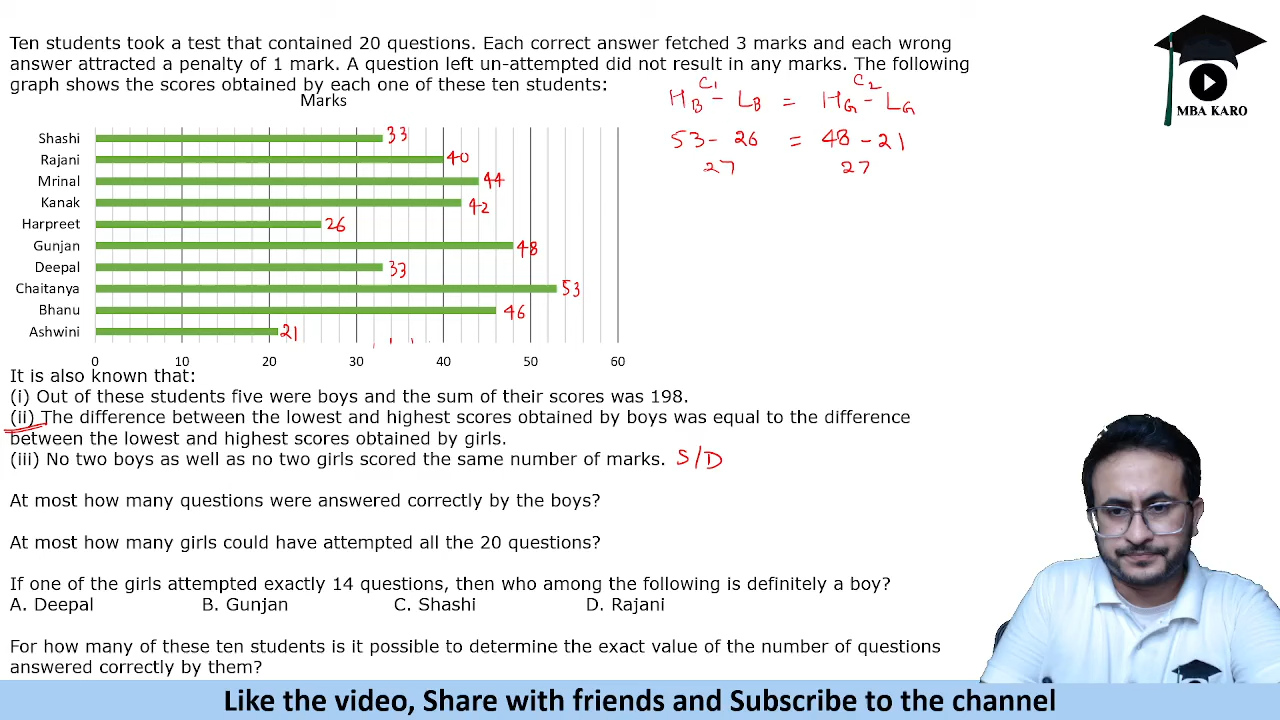 Ten students took a test that contained 20 questions. Each correct answer fetched 3 marks and each wrong
answer attracted a penalty of 1 mark. A question left un-attempted did not result in any marks. The following
graph shows the scores obtained by each one of these ten students:
Marks
Shashi 33
Rajani 40
Mrinal 44
Kanak 42
Harpreet 26
Gunjan 48
Deepal 33
Chaitanya 53
Bhanu 46
Ashwini 21
0 10 20 30 40 50 60
C1 C2
HB - LB = HG - LG
53 - 26 = 48 - 21
27 27
MBA KARO
It is also known that:
(i) Out of these students five were boys and the sum of their scores was 198.
(ii) The difference between the lowest and highest scores obtained by boys was equal to the difference
between the lowest and highest scores obtained by girls.
(iii) No two boys as well as no two girls scored the same number of marks. S/D
At most how many questions were answered correctly by the boys?
At most how many girls could have attempted all the 20 questions?
If one of the girls attempted exactly 14 questions, then who among the following is definitely a boy?
A. Deepal B. Gunjan C. Shashi D. Rajani
For how many of these ten students is it possible to determine the exact value of the number of questions
answered correctly by them?
Like the video, Share with friends and Subscribe to the channel